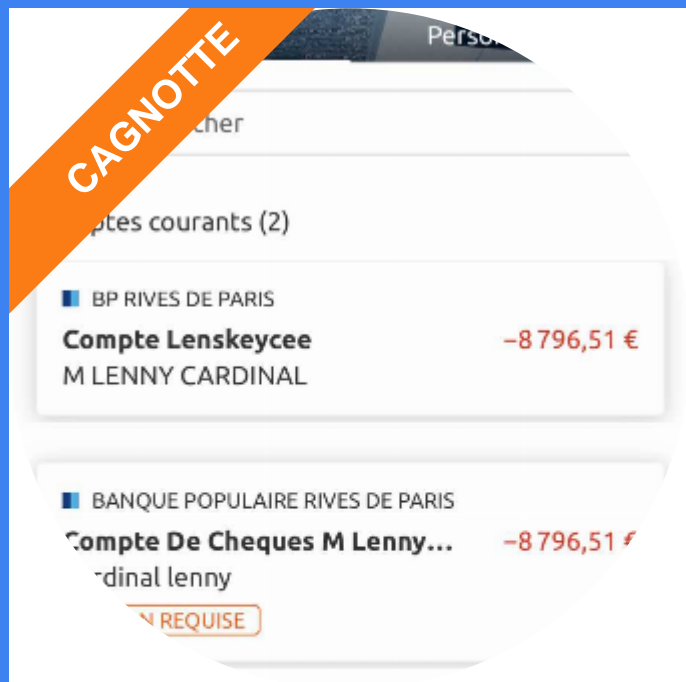 CAGNOTTE
Perso
cher
ptes courants (2)
BP RIVES DE PARIS
Compte Lenskeycee
−8 796,51 €
M LENNY CARDINAL
BANQUE POPULAIRE RIVES DE PARIS
Compte De Cheques M Lenny...
−8 796,51 €
rdinal lenny
N REQUISE